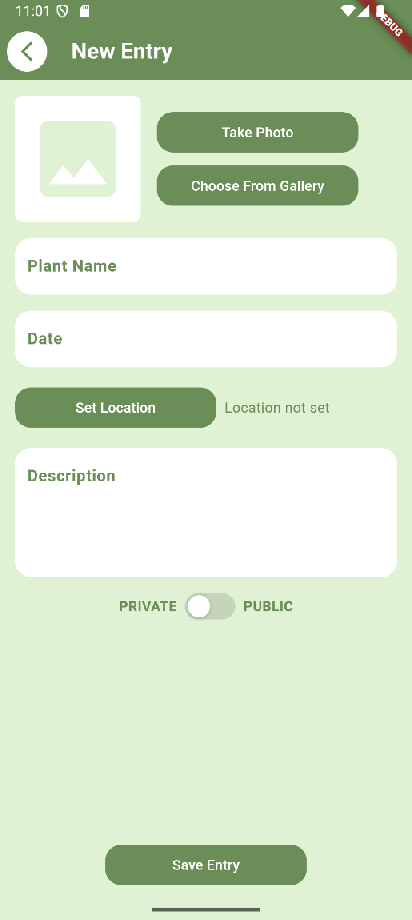 11:01
DEBUG
New Entry
Take Photo
Choose From Gallery
Plant Name
Date
Set Location
Location not set
Description
PRIVATE
PUBLIC
Save Entry